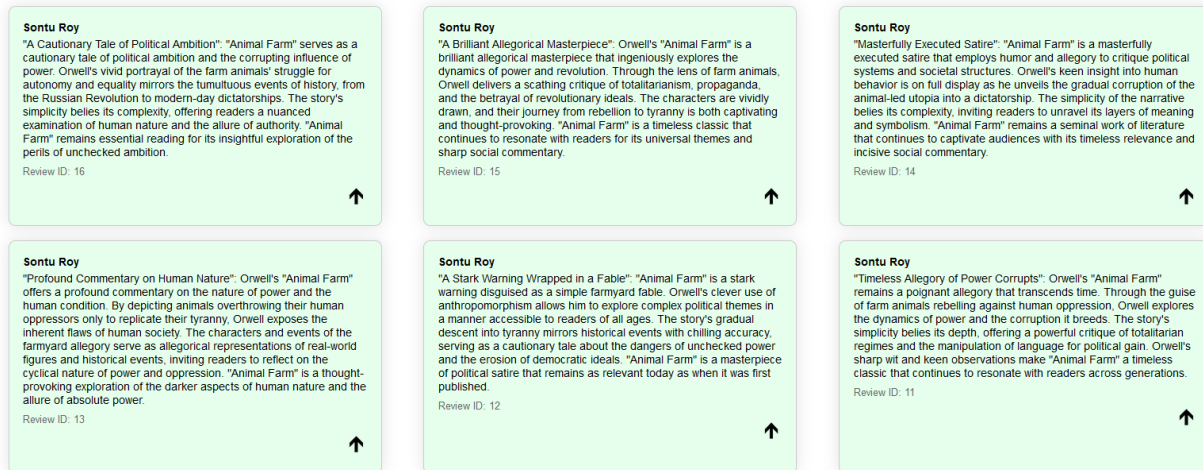 Sontu Roy
"A Cautionary Tale of Political Ambition": "Animal Farm" serves as a
cautionary tale of political ambition and the corrupting influence of
power. Orwell's vivid portrayal of the farm animals' struggle for
autonomy and equality mirrors the tumultuous events of history, from
the Russian Revolution to modern-day dictatorships. The story's
simplicity belies its complexity, offering readers a nuanced
examination of human nature and the allure of authority. "Animal
Farm" remains essential reading for its insightful exploration of the
perils of unchecked ambition.
Review ID: 16
Sontu Roy
"A Brilliant Allegorical Masterpiece": Orwell's "Animal Farm" is a
brilliant allegorical masterpiece that ingeniously explores the
dynamics of power and revolution. Through the lens of farm animals,
Orwell delivers a scathing critique of totalitarianism, propaganda,
and the betrayal of revolutionary ideals. The characters are vividly
drawn, and their journey from rebellion to tyranny is both captivating
and thought-provoking. "Animal Farm" is a timeless classic that
continues to resonate with readers for its universal themes and
sharp social commentary.
Review ID: 15
Sontu Roy
"Masterfully Executed Satire": "Animal Farm" is a masterfully
executed satire that employs humor and allegory to critique political
systems and societal structures. Orwell's keen insight into human
behavior is on full display as he unveils the gradual corruption of the
animal-led utopia into a dictatorship. The simplicity of the narrative
belies its complexity, inviting readers to unravel its layers of meaning
and symbolism. "Animal Farm" remains a seminal work of literature
that continues to captivate audiences with its timeless relevance and
incisive social commentary.
Review ID: 14
Sontu Roy
"Profound Commentary on Human Nature": Orwell's "Animal Farm"
offers a profound commentary on the nature of power and the
human condition. By depicting animals overthrowing their human
oppressors only to replicate their tyranny, Orwell exposes the
inherent flaws of human society. The characters and events of the
farmyard allegory serve as allegorical representations of real-world
figures and historical events, inviting readers to reflect on the
cyclical nature of power and oppression. "Animal Farm" is a thought-
provoking exploration of the darker aspects of human nature and the
allure of absolute power.
Review ID: 13
Sontu Roy
"A Stark Warning Wrapped in a Fable": "Animal Farm" is a stark
warning disguised as a simple farmyard fable. Orwell's clever use of
anthropomorphism allows him to explore complex political themes in
a manner accessible to readers of all ages. The story's gradual
descent into tyranny mirrors historical events with chilling accuracy,
serving as a cautionary tale about the dangers of unchecked power
and the erosion of democratic ideals. "Animal Farm" is a masterpiece
of political satire that remains as relevant today as when it was first
published.
Review ID: 12
Sontu Roy
"Timeless Allegory of Power Corrupts": Orwell's "Animal Farm"
remains a poignant allegory that transcends time. Through the guise
of farm animals rebelling against human oppression, Orwell explores
the dynamics of power and the corruption it breeds. The story's
simplicity belies its depth, offering a powerful critique of totalitarian
regimes and the manipulation of language for political gain. Orwell's
sharp wit and keen observations make "Animal Farm" a timeless
classic that continues to resonate with readers across generations.
Review ID: 11